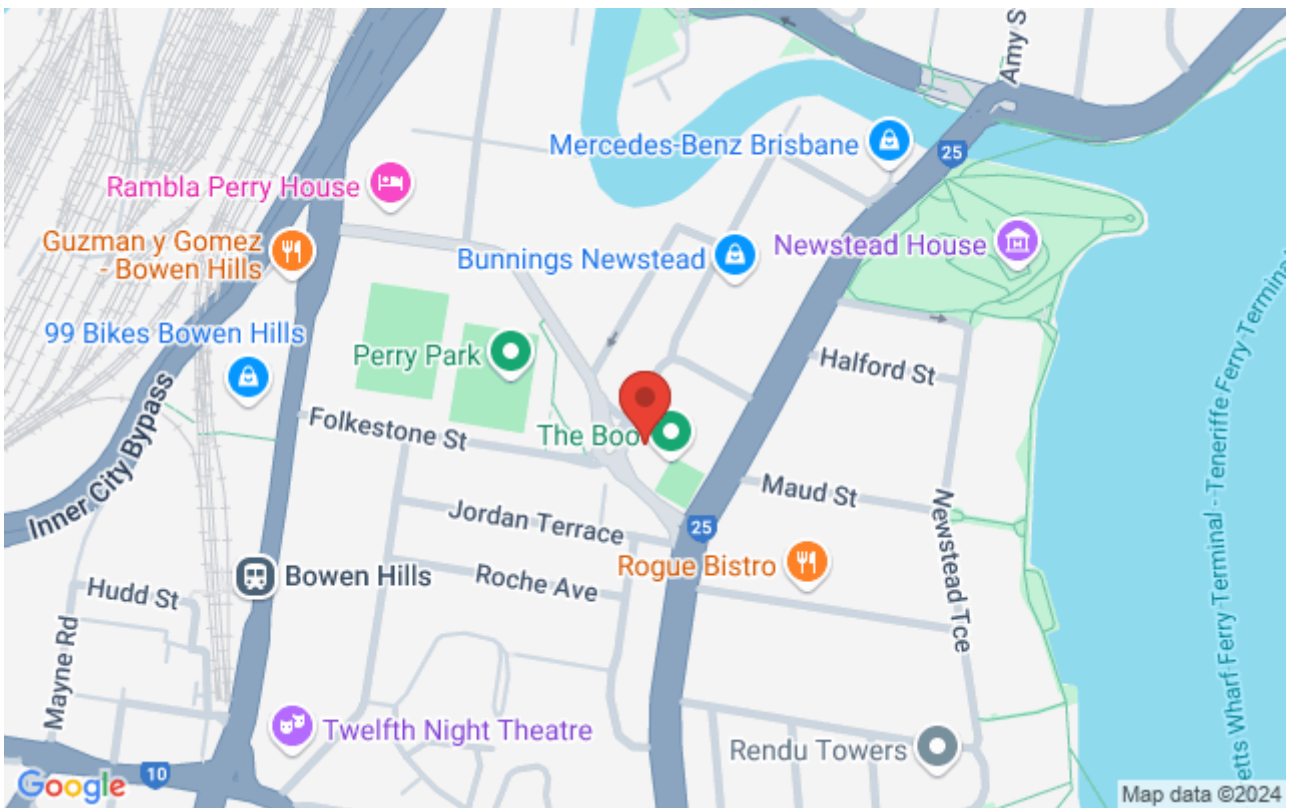 Amy S
Mercedes-Benz Brisbane
25
Rambla Perry House
Guzman y Gomez
- Bowen Hills
Bunnings Newstead
Newstead House
99 Bikes Bowen Hills
Perry Park
Halford St
Inner City Bypass
Folkestone St
The Boo
Maud St
Jordan Terrace
25
Newstead Tce
Rogue Bistro
Bowen Hills
Roche Ave
Hudd St
Mayne Rd
Twelfth Night Theatre
Rendu Towers
etts Wharf Ferry Terminal - Teneriffe Ferry Termina
10
Google
Map data ©2024